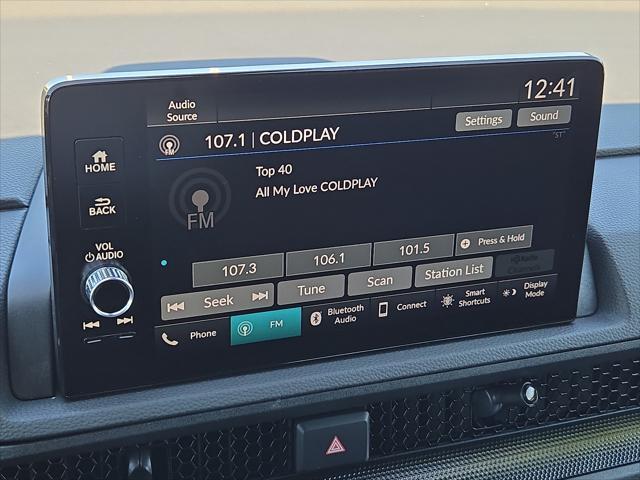 12:41
Audio
Source
Settings
Sound
FM
107.1 | COLDPLAY
"ST"
HOME
Top 40
All My Love COLDPLAY
FM
BACK
VOL
AUDIO
107.3
106.1
101.5
Press & Hold
Seek
Tune
Scan
Station List
Channels
Phone
FM
Bluetooth
Audio
Connect
Smart
Shortcuts
Display
Mode